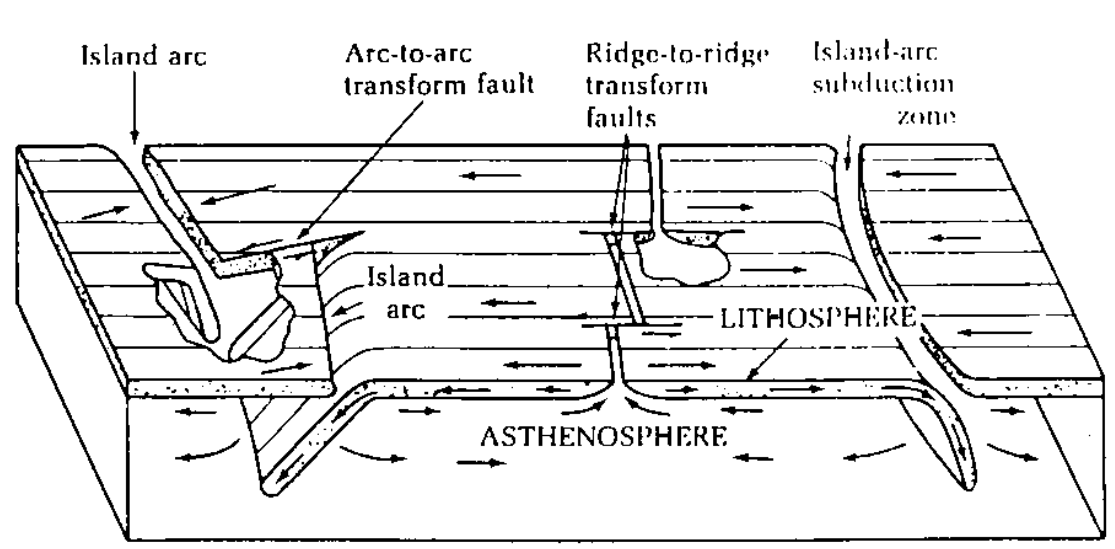 Island arc
Arc-to-arc
transform fault
Ridge-to-ridge
transform
faults
Island-arc
subduction
zone
Island
arc
LITHOSPHERE
ASTHENOSPHERE